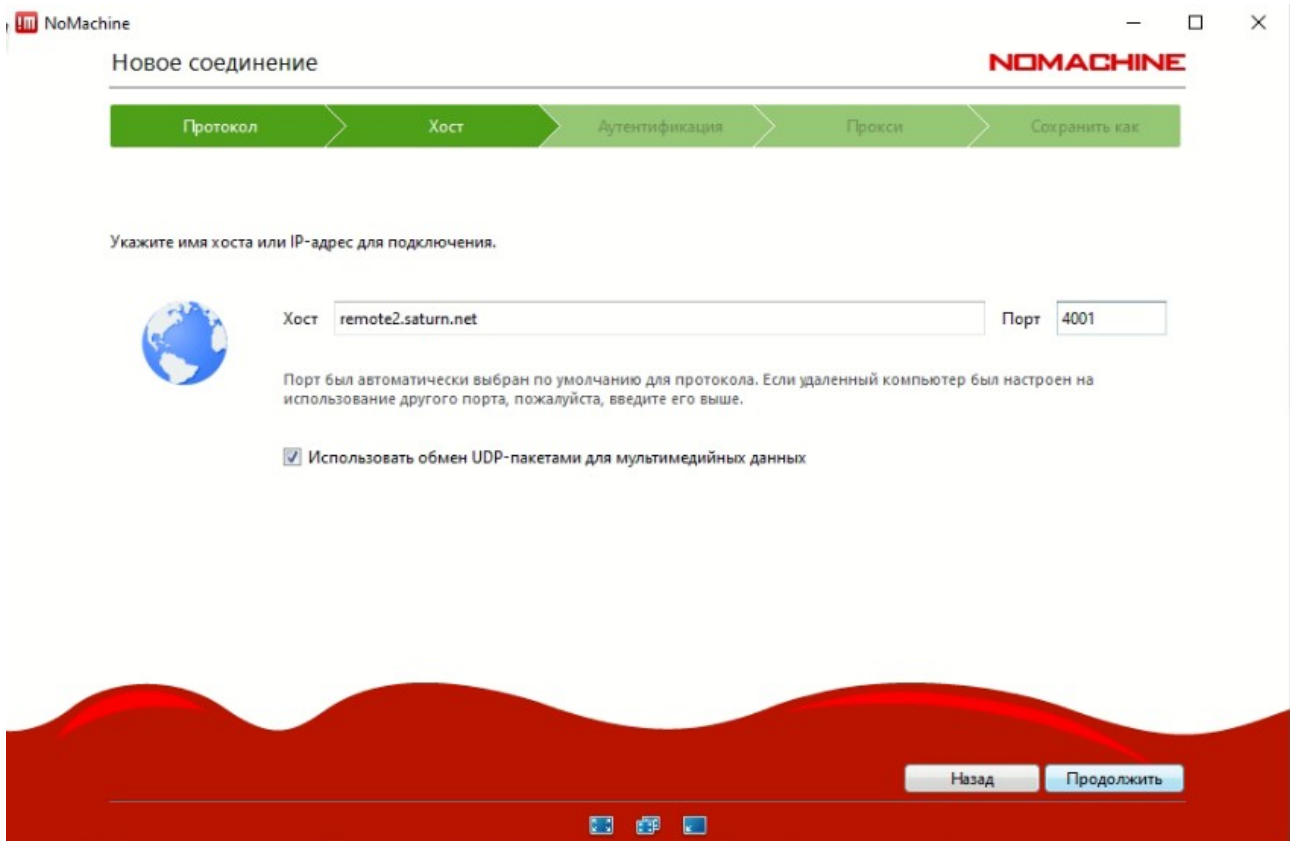 NoMachine
Новое соединение
NOMACHINE
Протокол
Хост
Аутентификация
Прокси
Сохранить как
Укажите имя хоста или IP-адрес для подключения.
Хост remote2.saturn.net Порт 4001
Порт был автоматически выбран по умолчанию для протокола. Если удаленный компьютер был настроен на
использование другого порта, пожалуйста, введите его выше.
Использовать обмен UDP-пакетами для мультимедийных данных
Назад
Продолжить